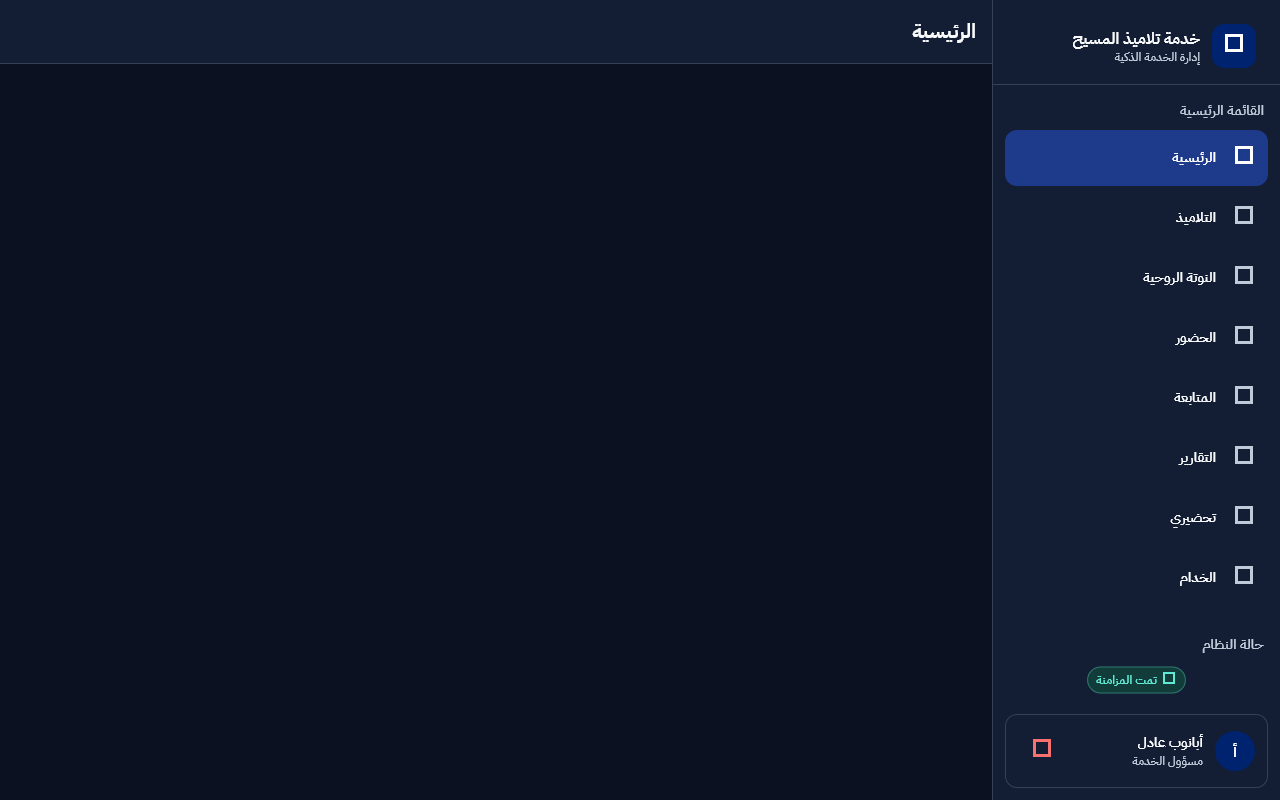 خدمة تلاميذ المسيح
إدارة الخدمة الذكية
الرئيسية
القائمة الرئيسية
الرئيسية
التلاميذ
النوتة الروحية
الحضور
المتابعة
التقارير
تحضيري
الخدام
حالة النظام
تمت المزامنة
أ
أبانوب عادل
مسؤول الخدمة